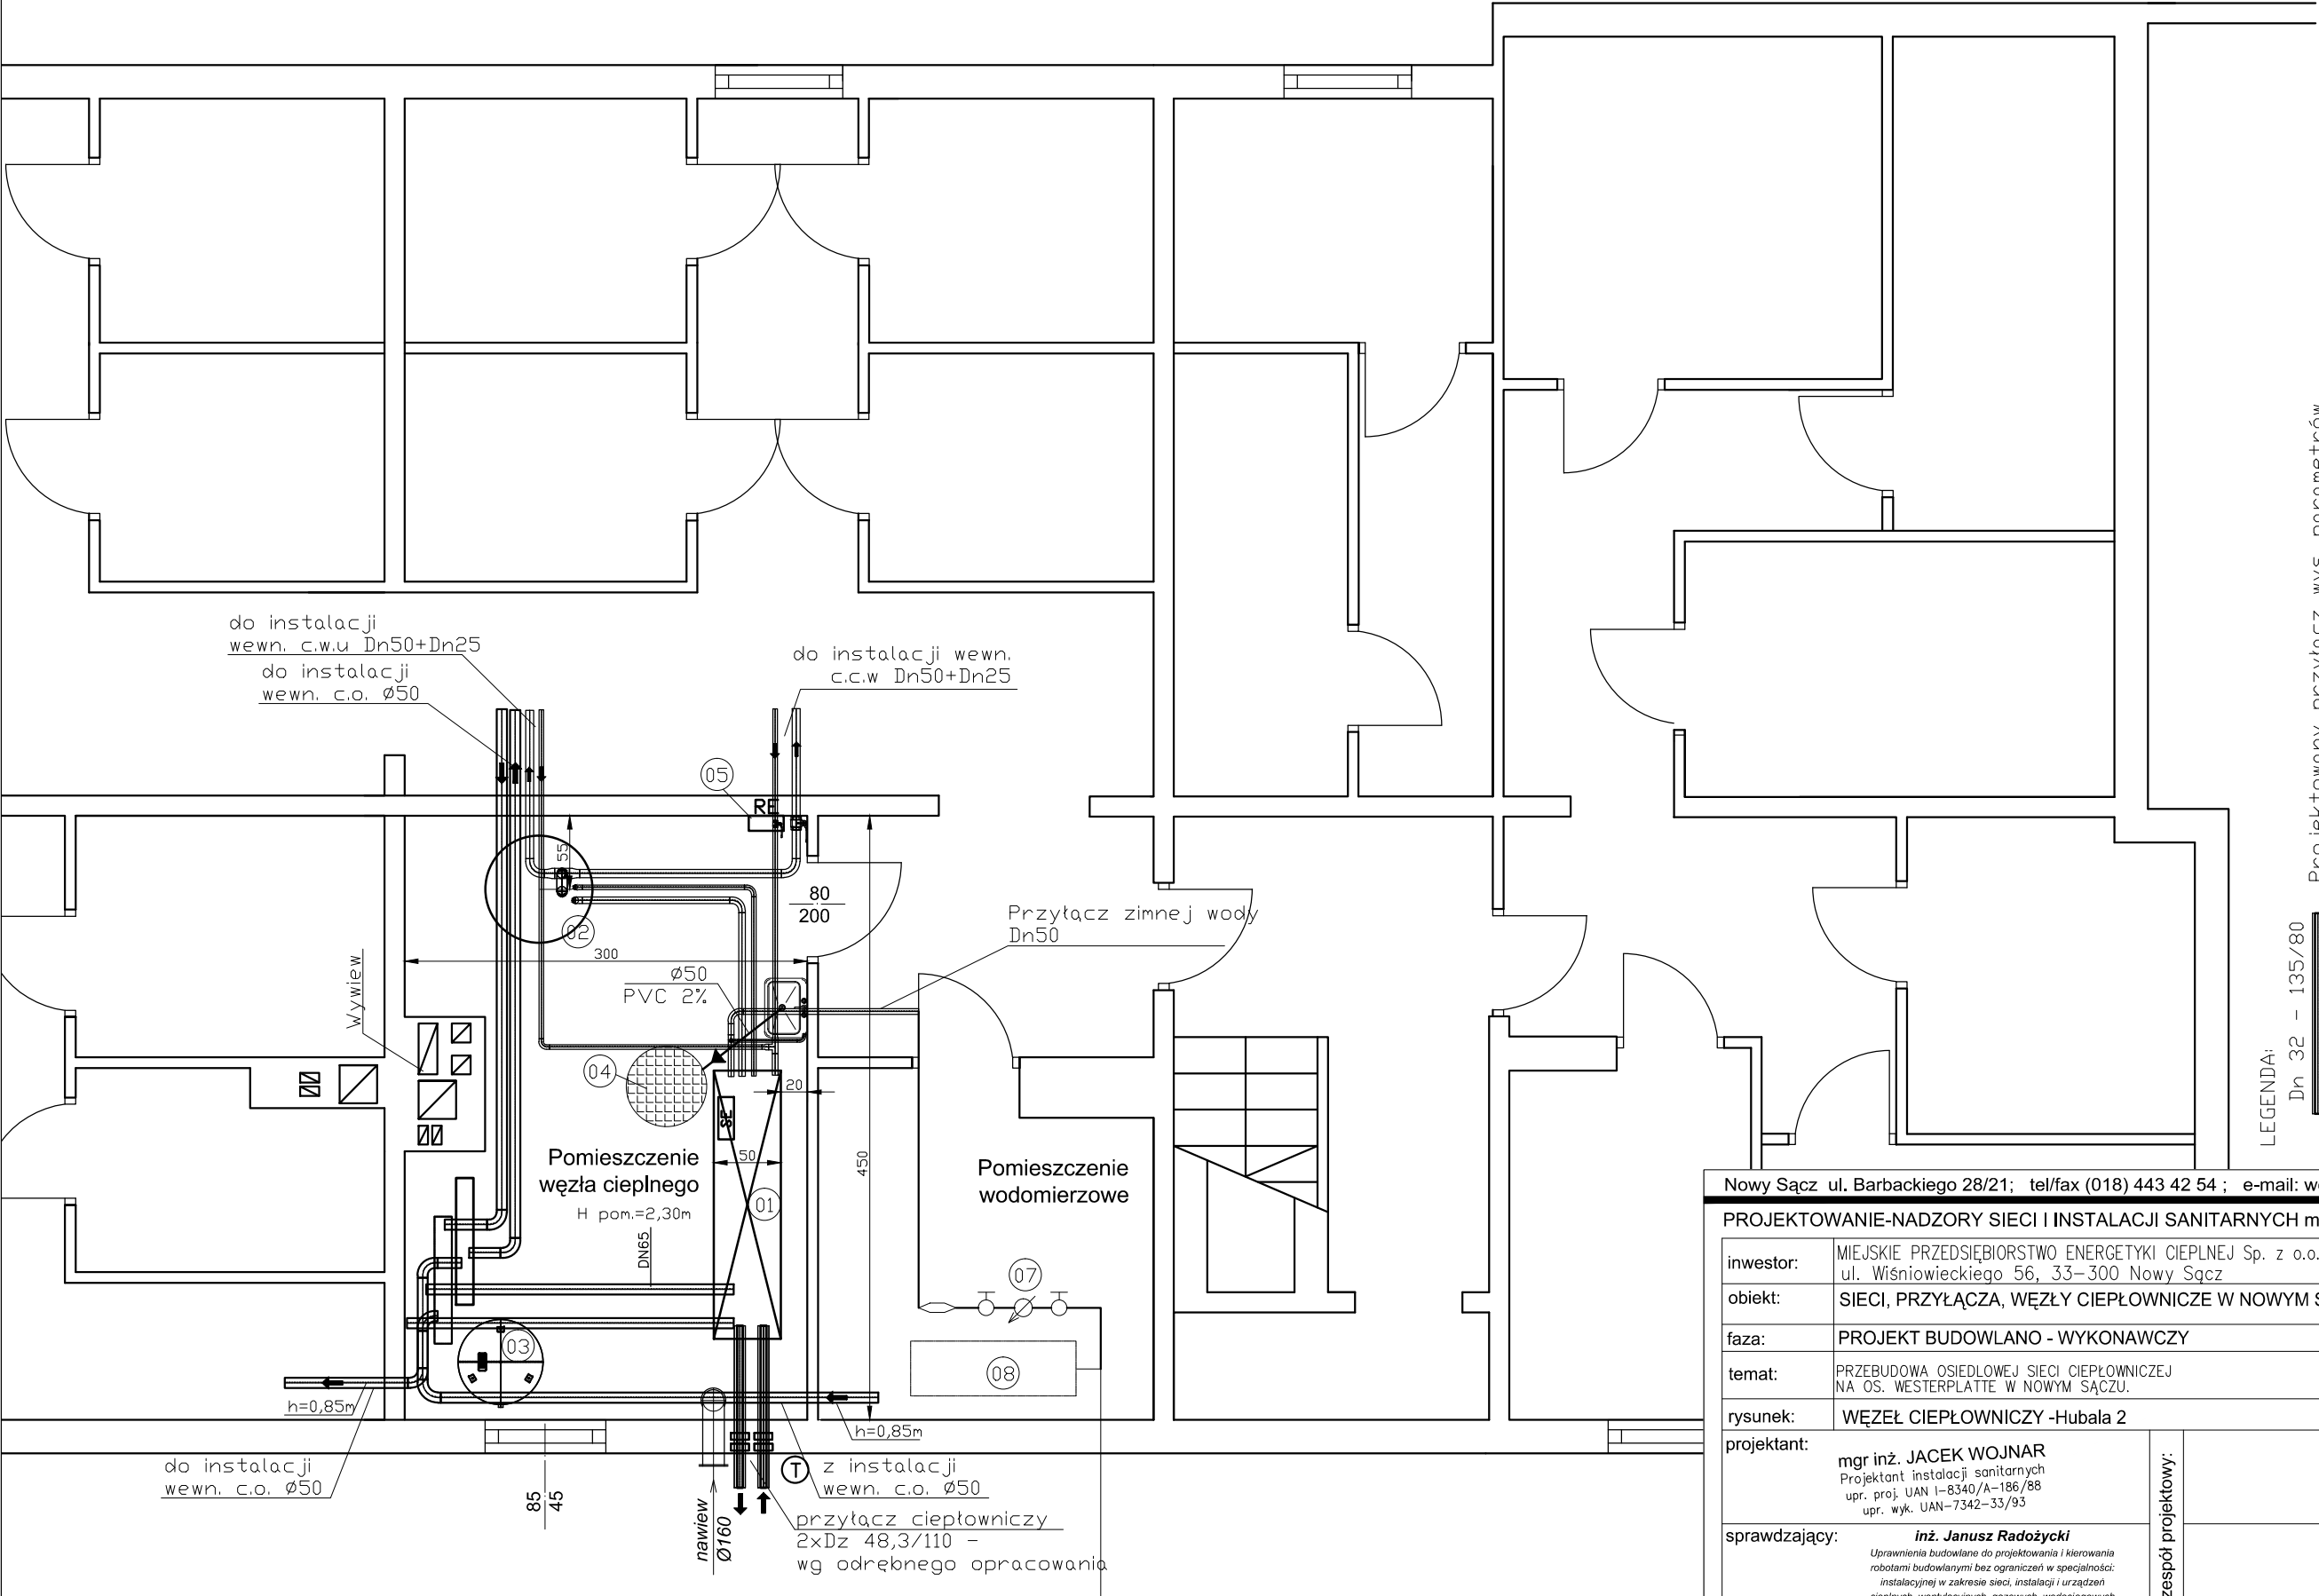 do instalacji
wewn. c.w.u Dn50+Dn25
do instalacji
wewn. c.o. Ø50
do instalacji wewn.
c.c.w Dn50+Dn25
05
RE
55
02
80
200
300
Przyłącz zimnej wody
Dn50
Ø50
PVC 2%
Wywiew
04
20
SE
50
01
450
Pomieszczenie
węzła cieplnego
H pom.=2,30m
DN65
Pomieszczenie
wodomierzowe
07
08
03
h=0,85m
h=0,85m
do instalacji
wewn. c.o. Ø50
85
45
nawiew
Ø160
T
z instalacji
wewn. c.o. Ø50
przyłącz ciepłowniczy
2xDz 48,3/110 -
wg odrębnego opracowania
Projektowany przyłącz wys. parametrów
LEGENDA:
Dn 32 - 135/80
Nowy Sącz ul. Barbackiego 28/21; tel/fax (018) 443 42 54 ; e-mail:
PROJEKTOWANIE-NADZORY SIECI I INSTALACJI SANITARNYCH
inwestor:
MIEJSKIE PRZEDSIĘBIORSTWO ENERGETYKI CIEPLNEJ Sp. z o.o.
ul. Wiśniowieckiego 56, 33-300 Nowy Sącz
obiekt:
SIECI, PRZYŁĄCZA, WĘZŁY CIEPŁOWNICZE W NOWYM
faza:
PROJEKT BUDOWLANO - WYKONAWCZY
temat:
PRZEBUDOWA OSIEDLOWEJ SIECI CIEPŁOWNICZEJ
NA OS. WESTERPLATTE W NOWYM SĄCZU.
rysunek:
WĘZEŁ CIEPŁOWNICZY -Hubala 2
projektant:
mgr inż. JACEK WOJNAR
Projektant instalacji sanitarnych
upr. proj. UAN I-8340/A-186/88
upr. wyk. UAN-7342-33/93
zespół projektowy:
sprawdzający:
inż. Janusz Radożycki
Uprawnienia budowlane do projektowania i kierowania
robotami budowlanymi bez ograniczeń w specjalności:
instalacyjnej w zakresie sieci, instalacji i urządzeń